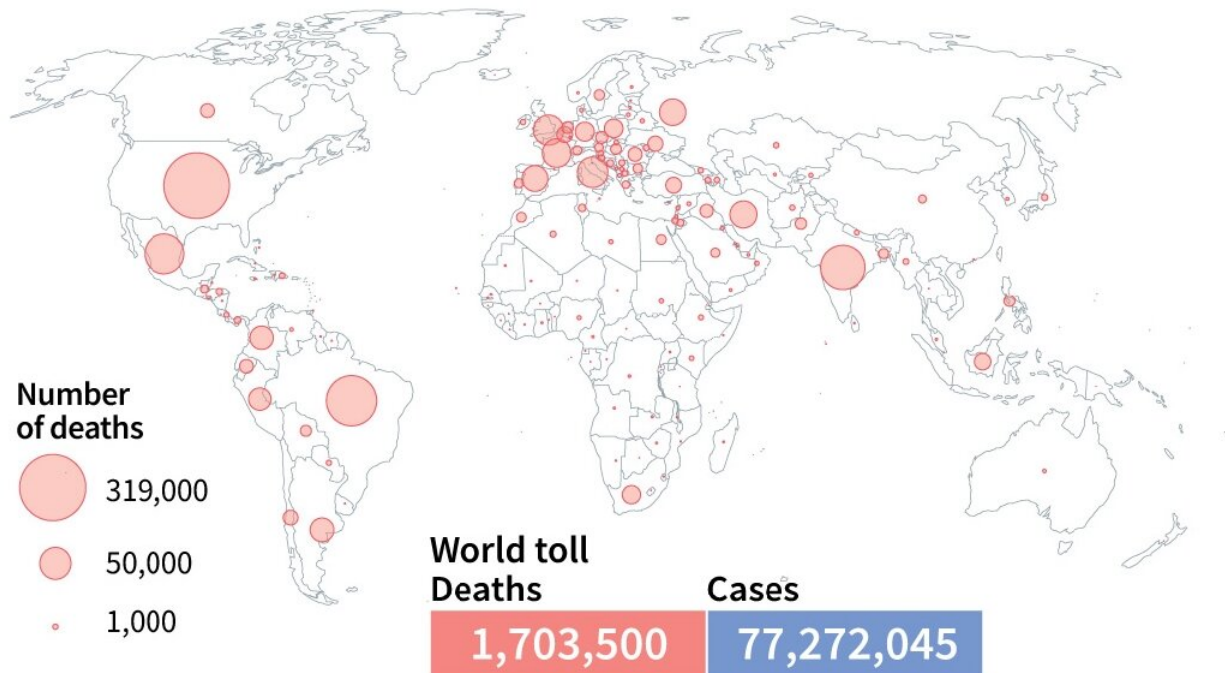 Number
of deaths
319,000
50,000
1,000
World toll
Deaths
Cases
1,703,500
77,272,045